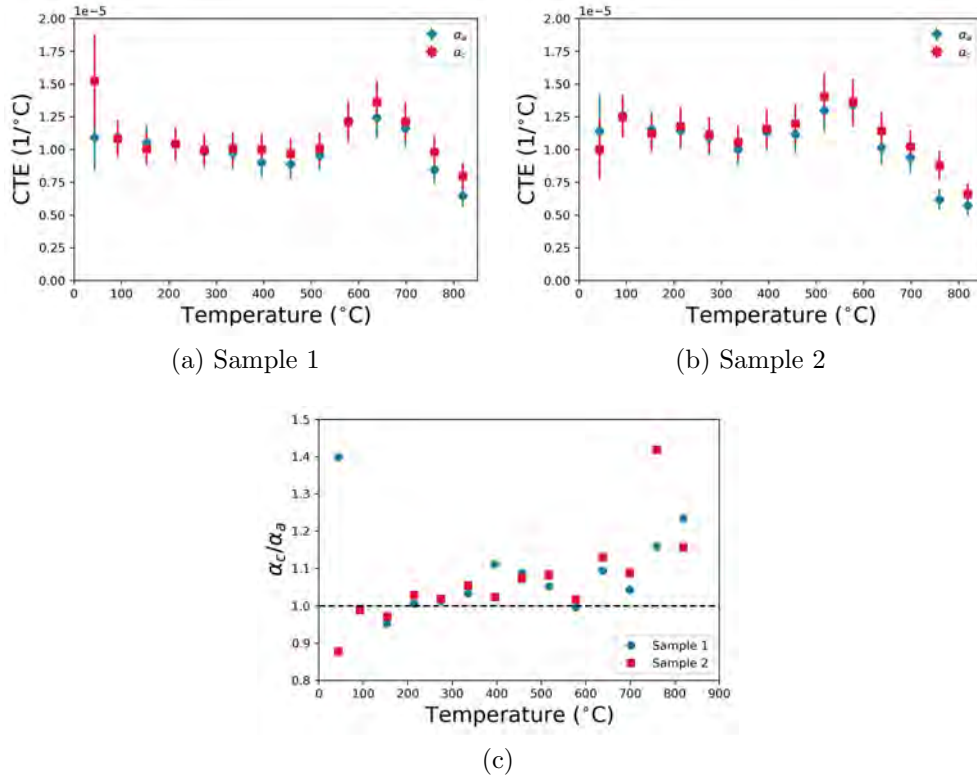 1e−5
2.00
1.75
1.50
1.25
1.00
0.75
0.50
0.25
0.00
CTE (1/°C)
α_a
α_c
0 100 200 300 400 500 600 700 800
Temperature (°C)
(a) Sample 1
1e−5
2.00
1.75
1.50
1.25
1.00
0.75
0.50
0.25
0.00
CTE (1/°C)
α_a
α_c
0 100 200 300 400 500 600 700 800
Temperature (°C)
(b) Sample 2
1.5
1.4
1.3
1.2
1.1
1.0
0.9
0.8
α_c/α_a
Sample 1
Sample 2
0 100 200 300 400 500 600 700 800 900
Temperature (°C)
(c)